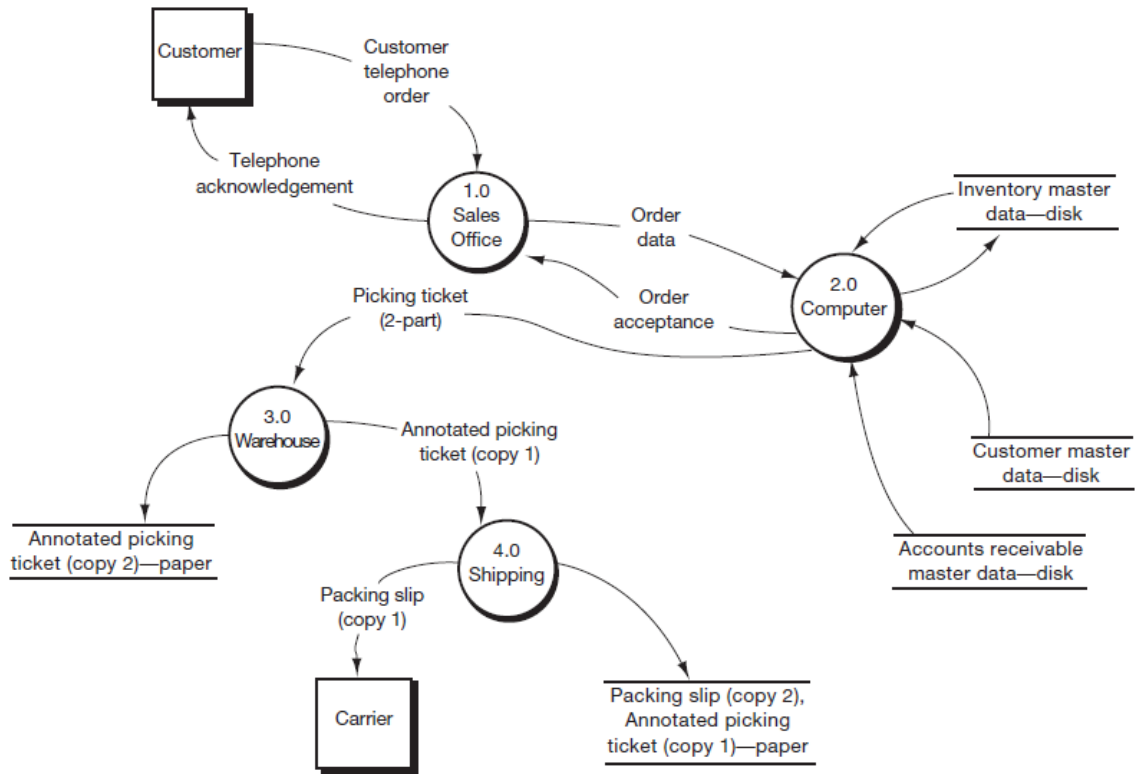 Customer
Customer
telephone
order
Telephone
acknowledgement
1.0
Sales
Office
Order
data
Inventory master
data—disk
2.0
Computer
Order
acceptance
Picking ticket
(2-part)
3.0
Warehouse
Annotated picking
ticket (copy 1)
Customer master
data—disk
Annotated picking
ticket (copy 2)—paper
4.0
Shipping
Accounts receivable
master data—disk
Packing slip
(copy 1)
Carrier
Packing slip (copy 2),
Annotated picking
ticket (copy 1)—paper